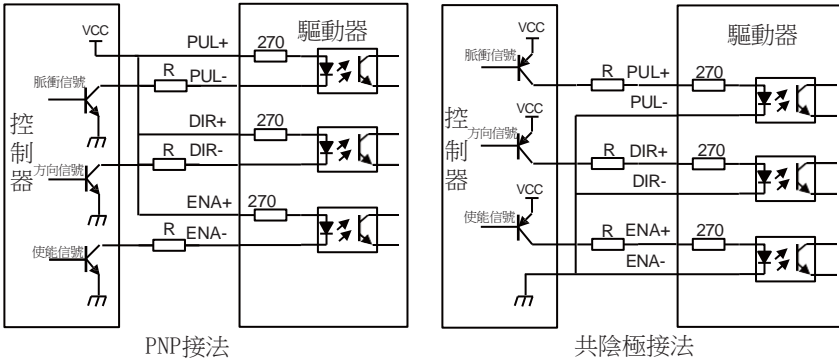 驅動器
VCC
PUL+
270
脈衝信號
R
PUL-
控制器
DIR+
270
方向信號
R
DIR-
ENA+
270
使能信號
R
ENA-
PNP接法
驅動器
VCC
脈衝信號
R
PUL+
270
PUL-
控制器
VCC
方向信號
R
DIR+
270
DIR-
VCC
使能信號
R
ENA+
270
ENA-
共陰極接法